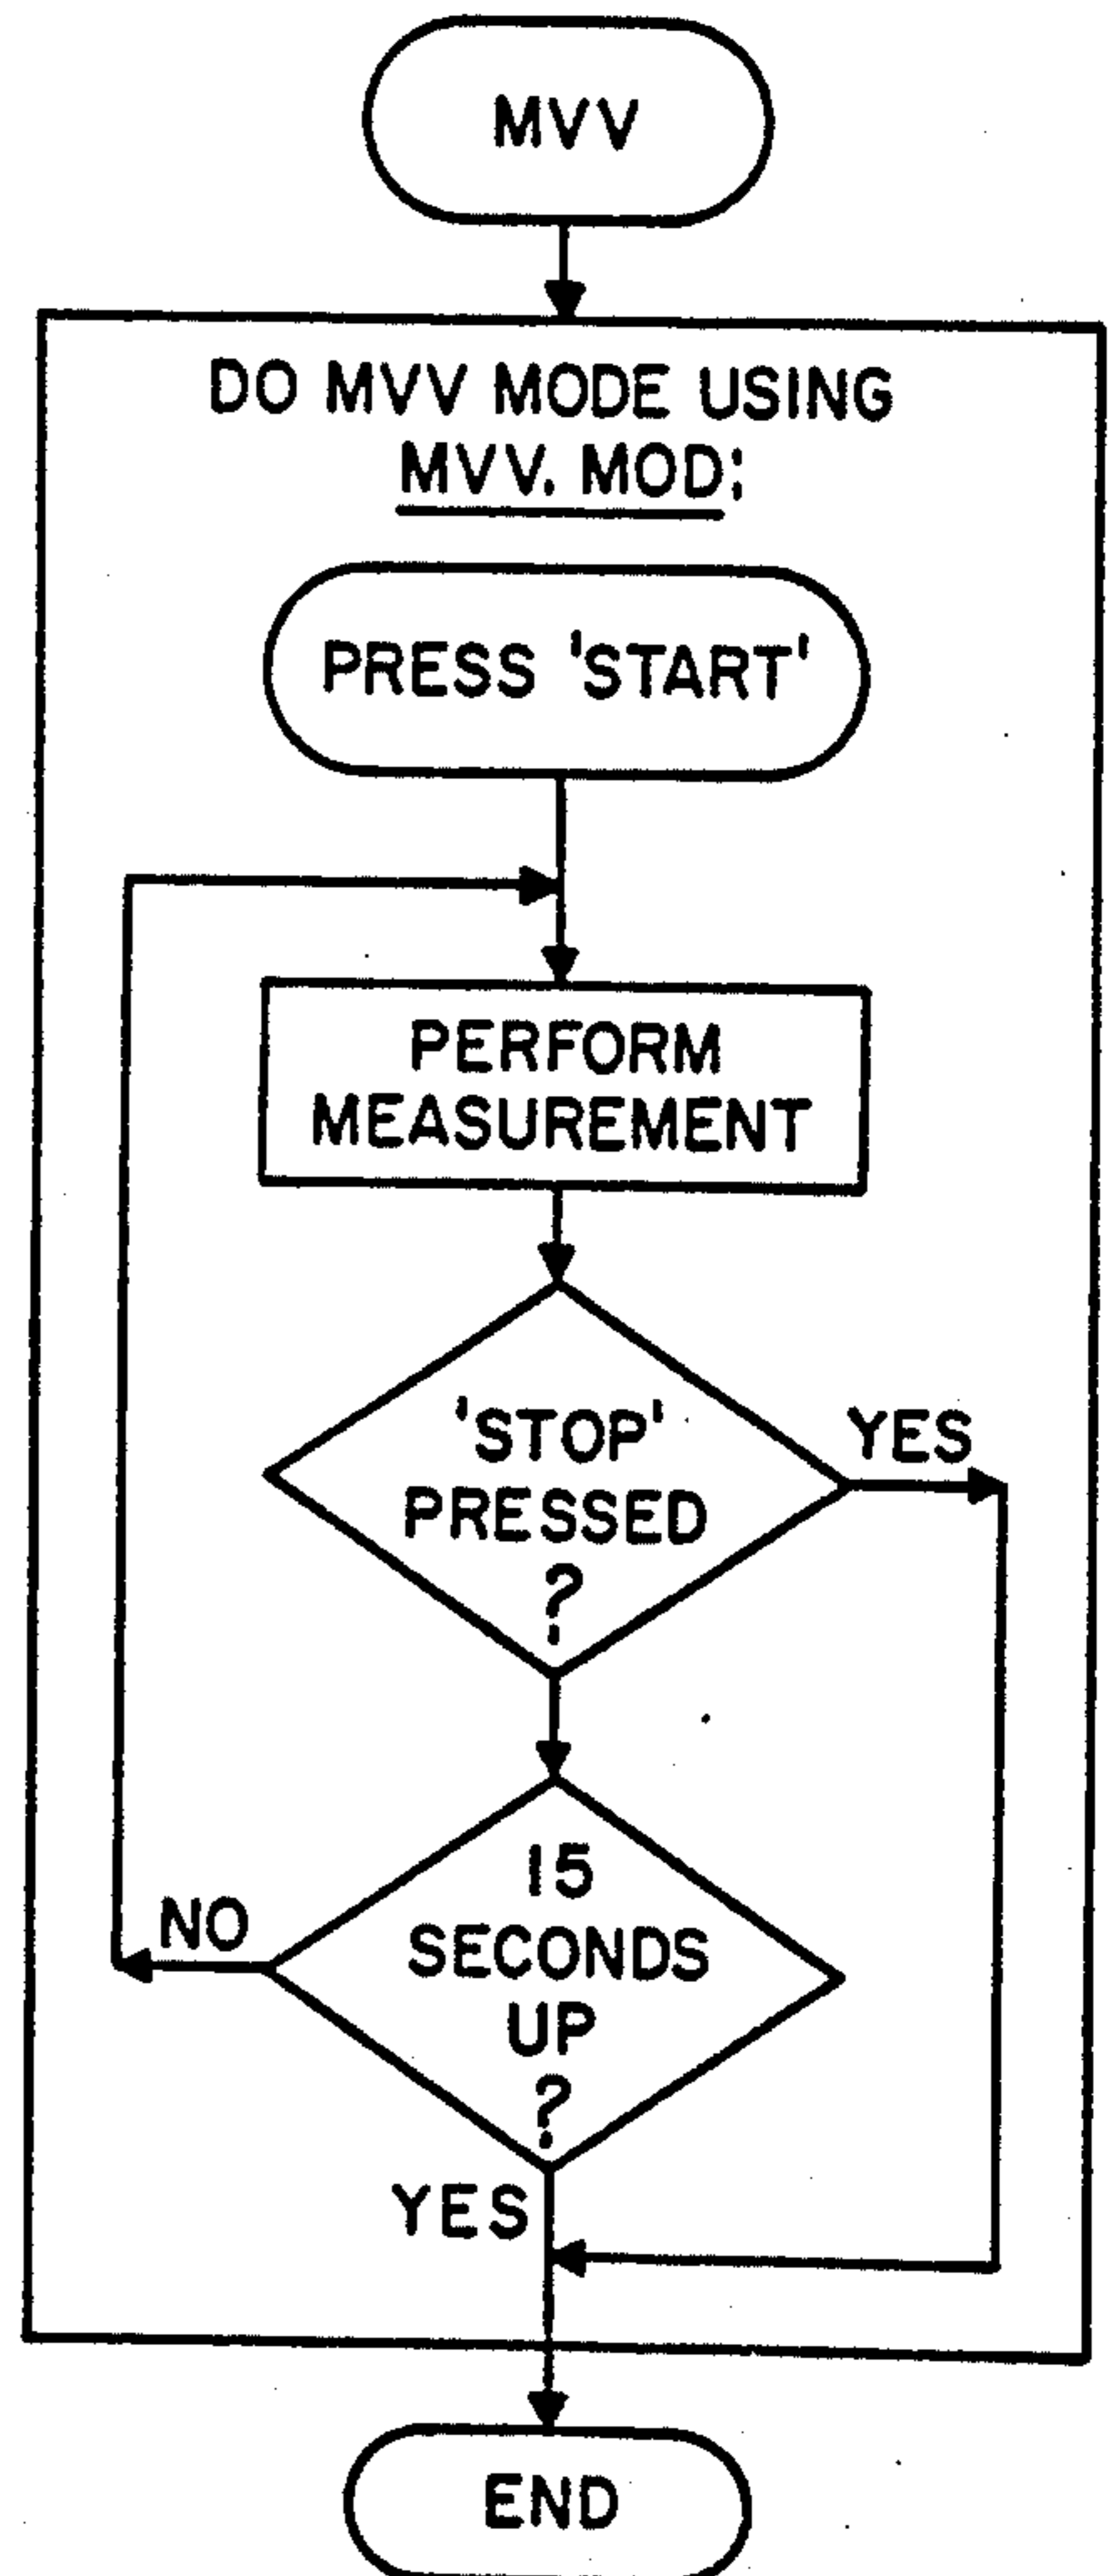 MVV
DO MVV MODE USING
MVV. MOD:
PRESS 'START'
PERFORM
MEASUREMENT
'STOP'
PRESSED
?
YES
15
SECONDS
UP
?
NO
YES
END